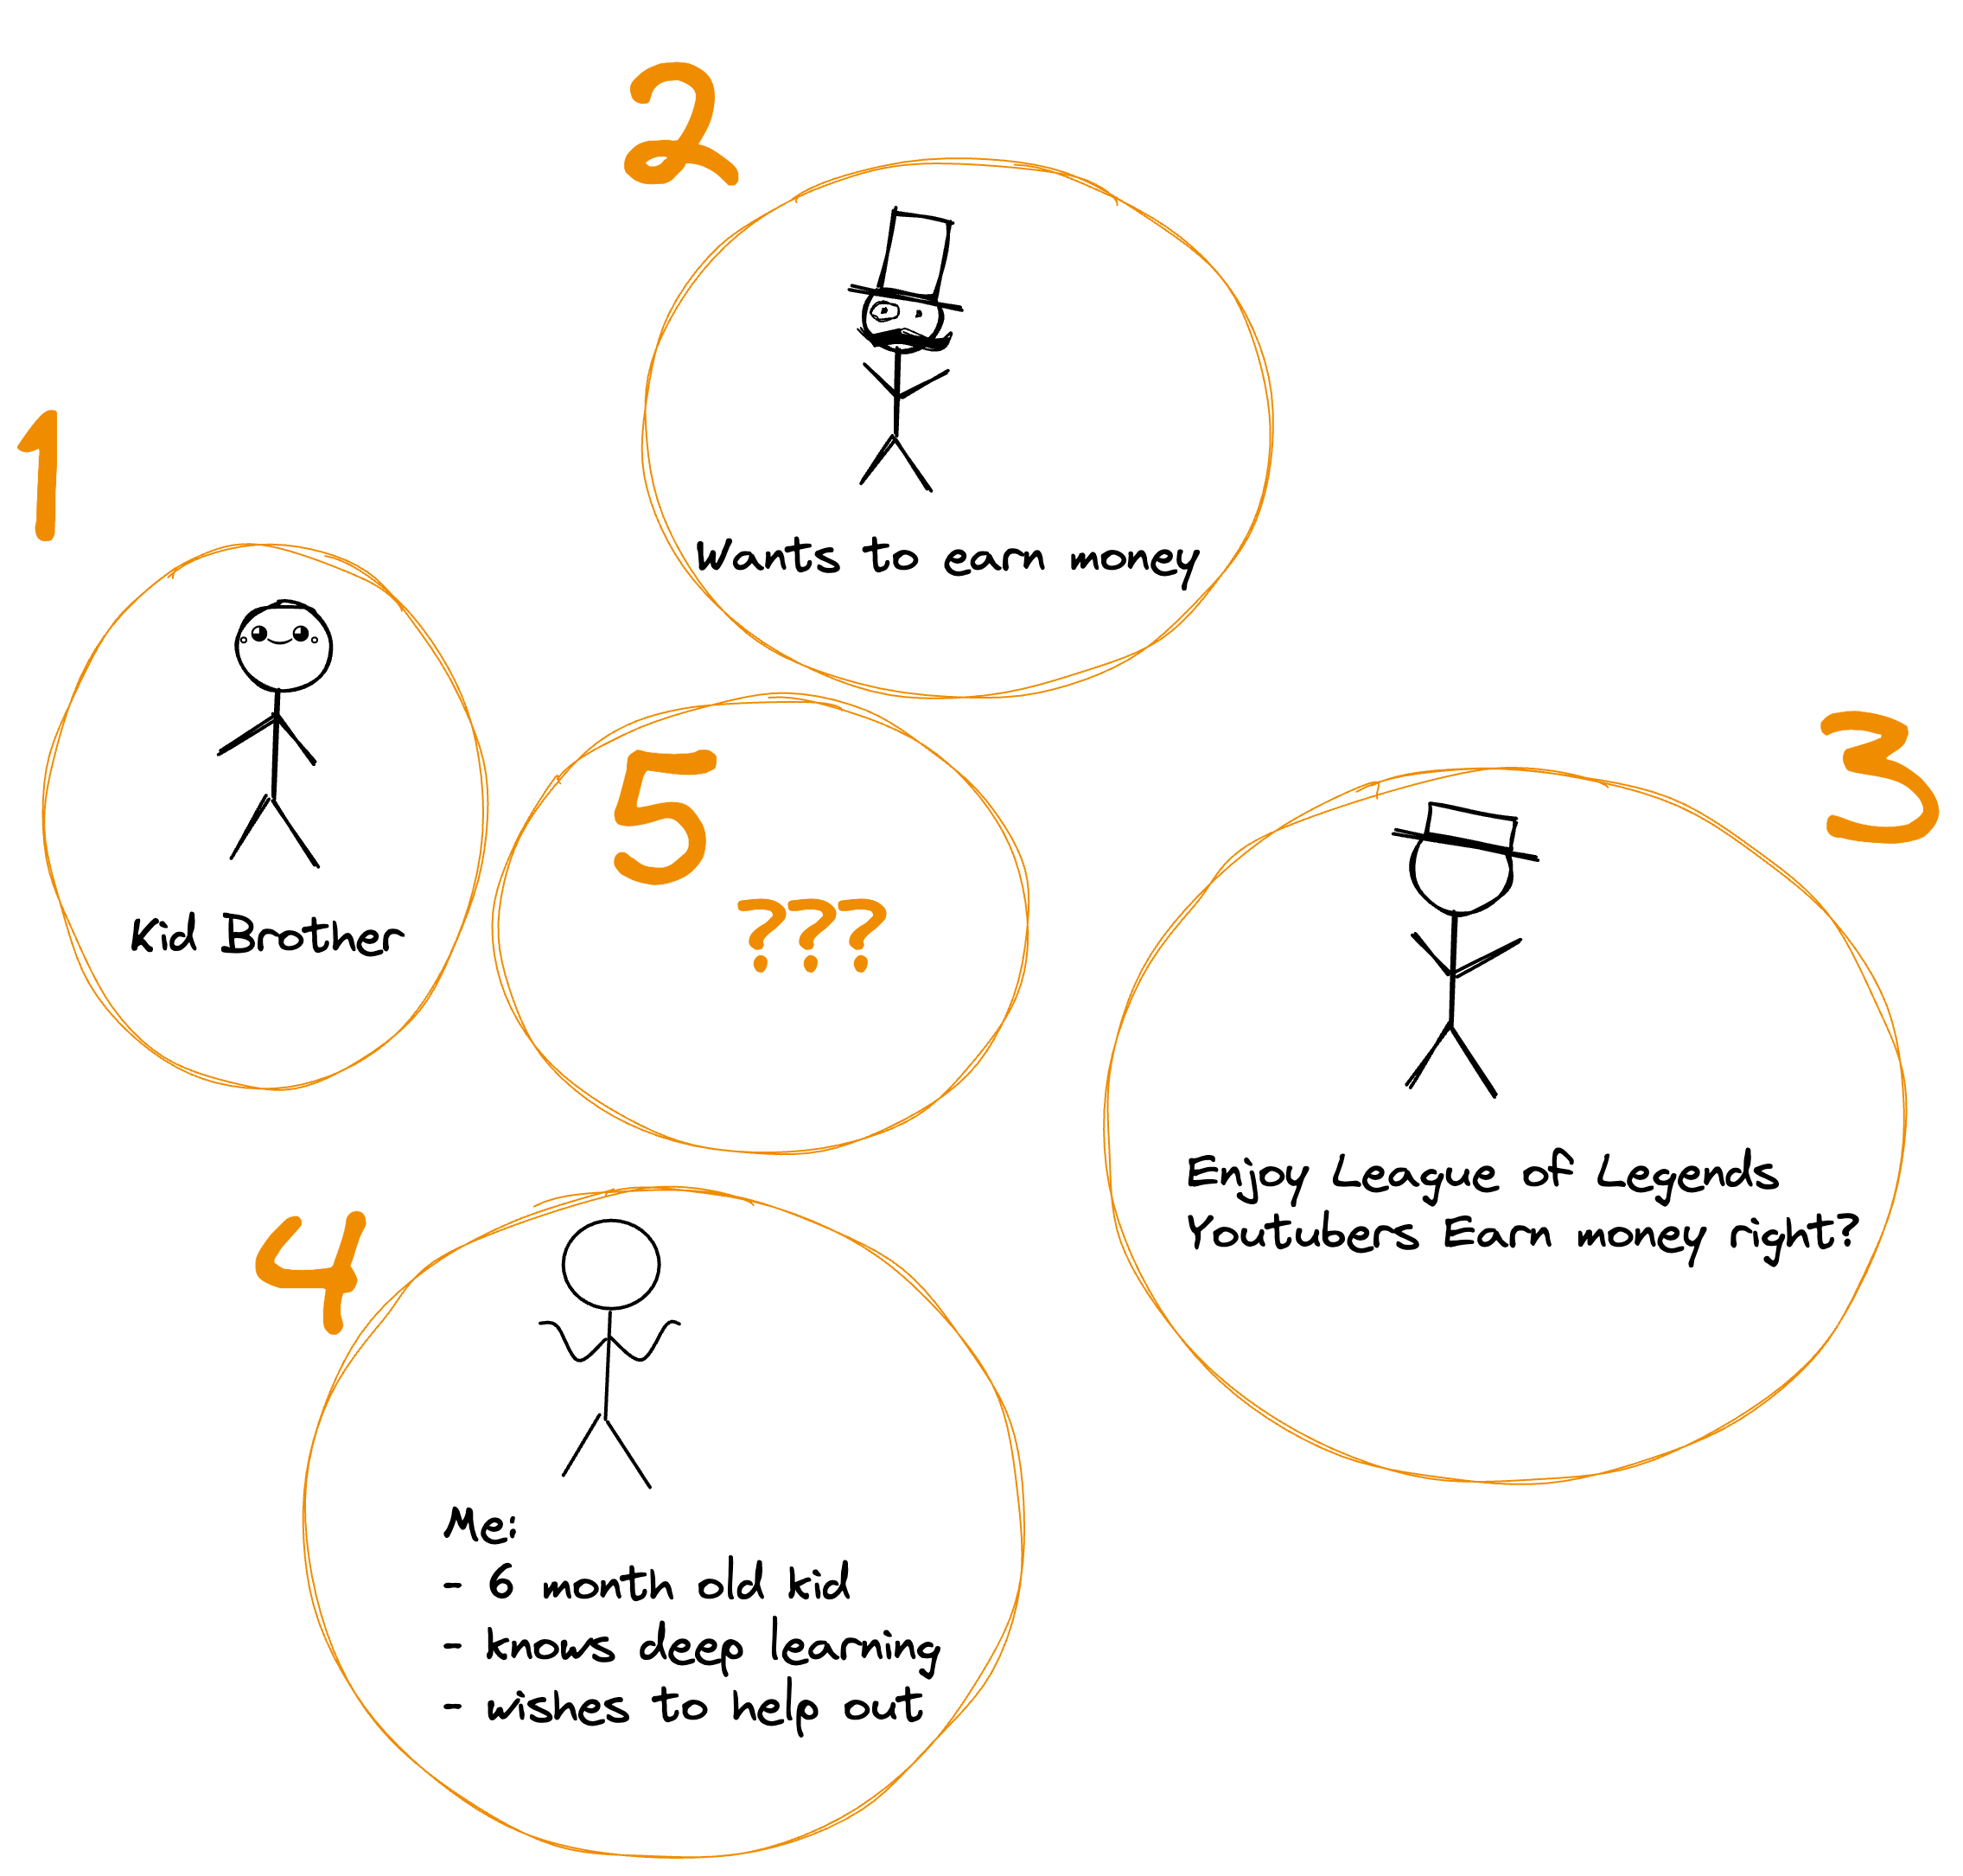 1
Kid Brother
2
Wants to earn money
3
Enjoy League of Legends
Youtubers Earn money right?
4
Me:
- 6 month old kid
- knows deep learning
- wishes to help out
5
???